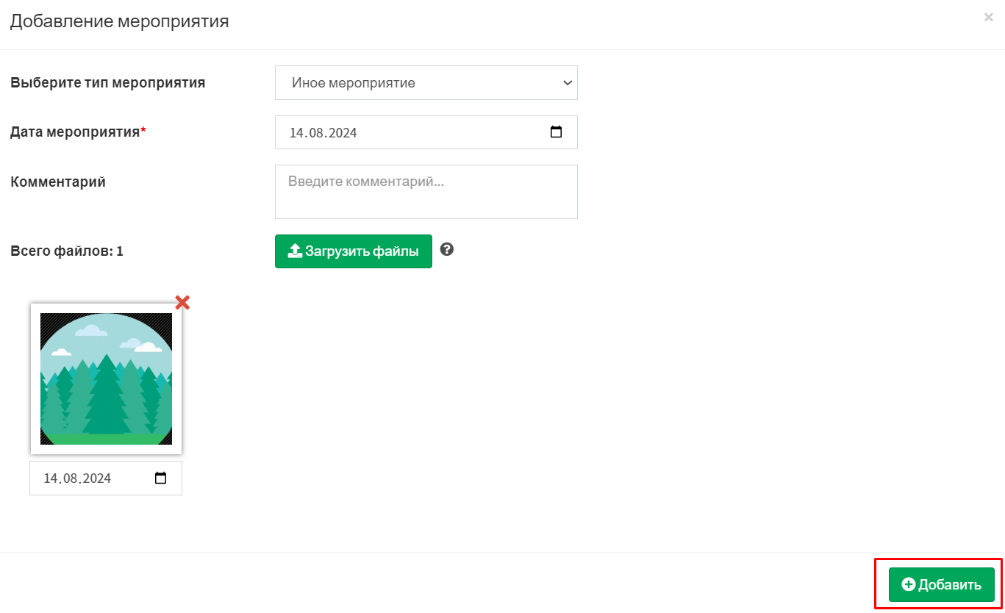 Добавление мероприятия
Выберите тип мероприятия
Иное мероприятие
Дата мероприятия*
14.08.2024
Комментарий
Введите комментарий...
Всего файлов: 1
Загрузить файлы
14.08.2024
Добавить